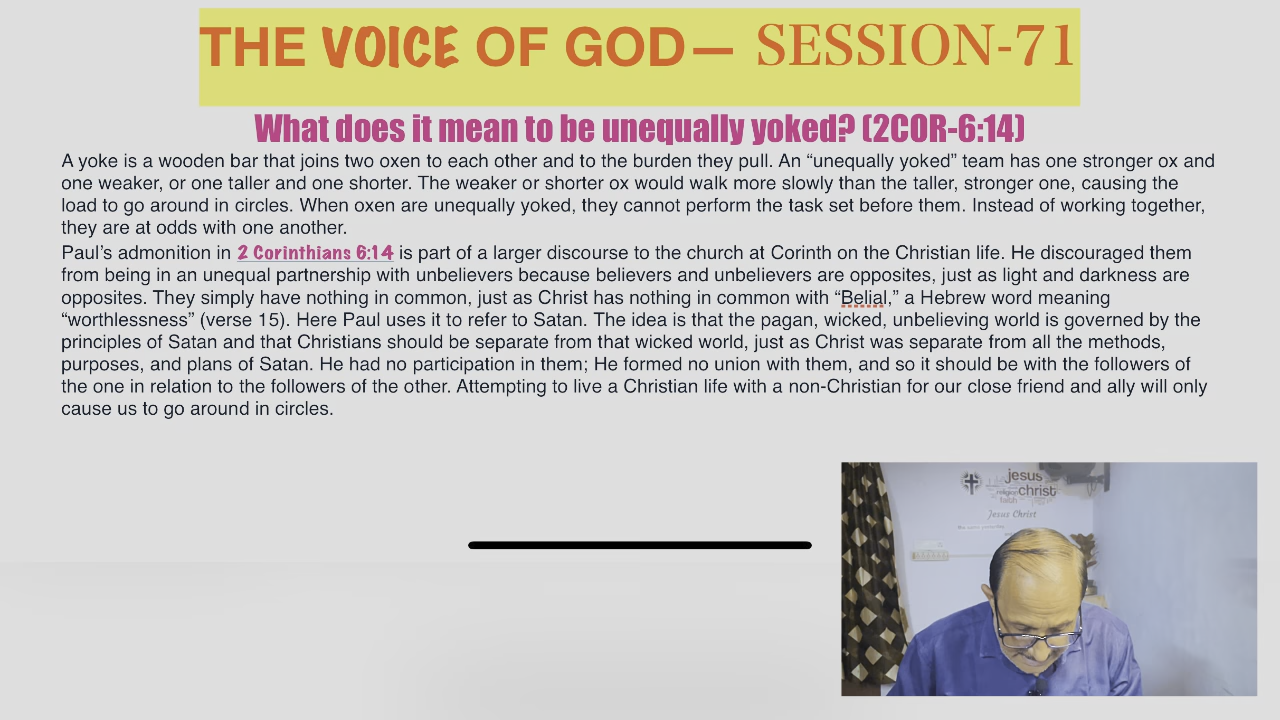 THE VOICE OF GOD— SESSION-71
What does it mean to be unequally yoked? (2COR-6:14)
A yoke is a wooden bar that joins two oxen to each other and to the burden they pull. An “unequally yoked” team has one stronger ox and
one weaker, or one taller and one shorter. The weaker or shorter ox would walk more slowly than the taller, stronger one, causing the
load to go around in circles. When oxen are unequally yoked, they cannot perform the task set before them. Instead of working together,
they are at odds with one another.
Paul’s admonition in 2 Corinthians 6:14 is part of a larger discourse to the church at Corinth on the Christian life. He discouraged them
from being in an unequal partnership with unbelievers because believers and unbelievers are opposites, just as light and darkness are
opposites. They simply have nothing in common, just as Christ has nothing in common with “Belial,” a Hebrew word meaning
“worthlessness” (verse 15). Here Paul uses it to refer to Satan. The idea is that the pagan, wicked, unbelieving world is governed by the
principles of Satan and that Christians should be separate from that wicked world, just as Christ was separate from all the methods,
purposes, and plans of Satan. He had no participation in them; He formed no union with them, and so it should be with the followers of
the one in relation to the followers of the other. Attempting to live a Christian life with a non-Christian for our close friend and ally will only
cause us to go around in circles.
jesus
religion christ
faith
Jesus Christ